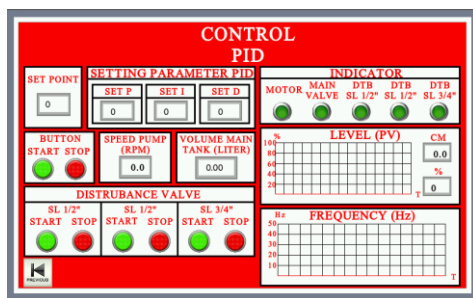 CONTROL
PID
SET POINT
0
SETTING PARAMETER PID
SET P SET I SET D
0 0 0
INDICATOR
MOTOR MAIN VALVE DTB SL 1/2" DTB SL 1/2" DTB SL 3/4"
BUTTON
START STOP
SPEED PUMP
(RPM)
0.0
VOLUME MAIN
TANK (LITER)
0.00
LEVEL (PV)
%
100
80
60
40
20
T
CM
0.0
%
0
DISTRUBANCE VALVE
SL 1/2" SL 1/2" SL 3/4"
START STOP START STOP START STOP
FREQUENCY (Hz)
Hz
50
40
30
20
10
T
PREVIOUS